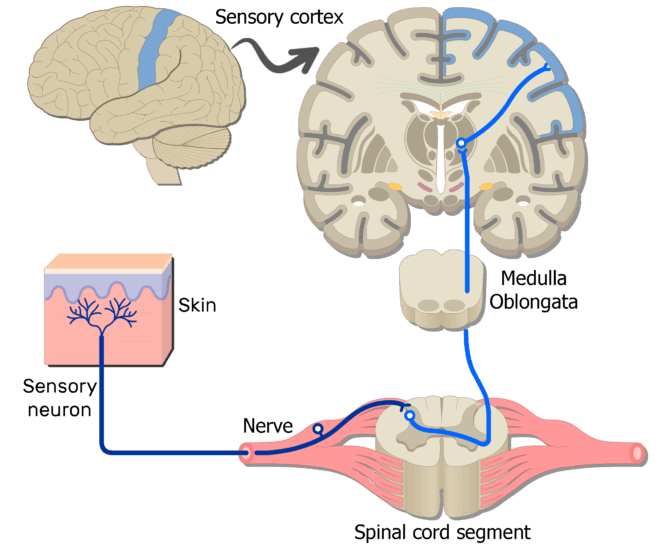 Sensory cortex
Medulla
Oblongata
Skin
Sensory
neuron
Nerve
Spinal cord segment